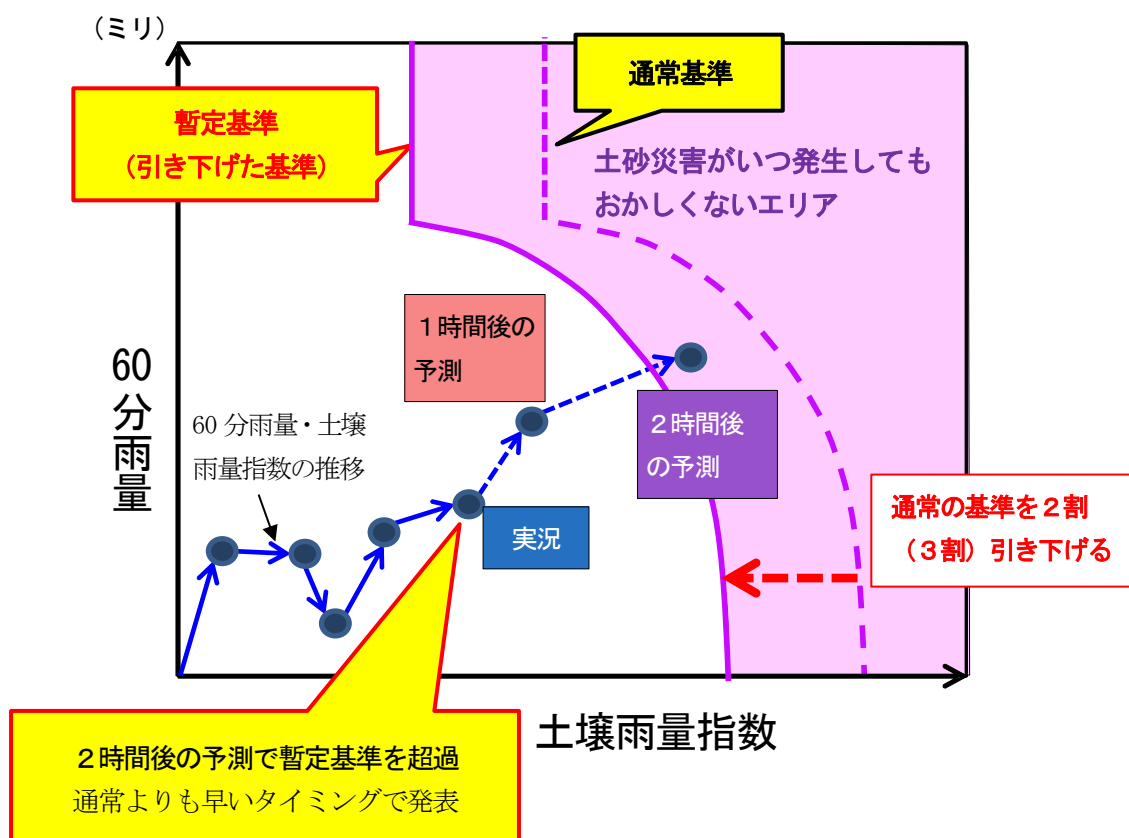 （ミリ）
通常基準
暫定基準
（引き下げた基準）
土砂災害がいつ発生しても
おかしくないエリア
１時間後の
予測
60
分
雨
量
60 分雨量・土壌
雨量指数の推移
２時間後
の予測
実況
通常の基準を２割
（３割）引き下げる
土壌雨量指数
２時間後の予測で暫定基準を超過
通常よりも早いタイミングで発表